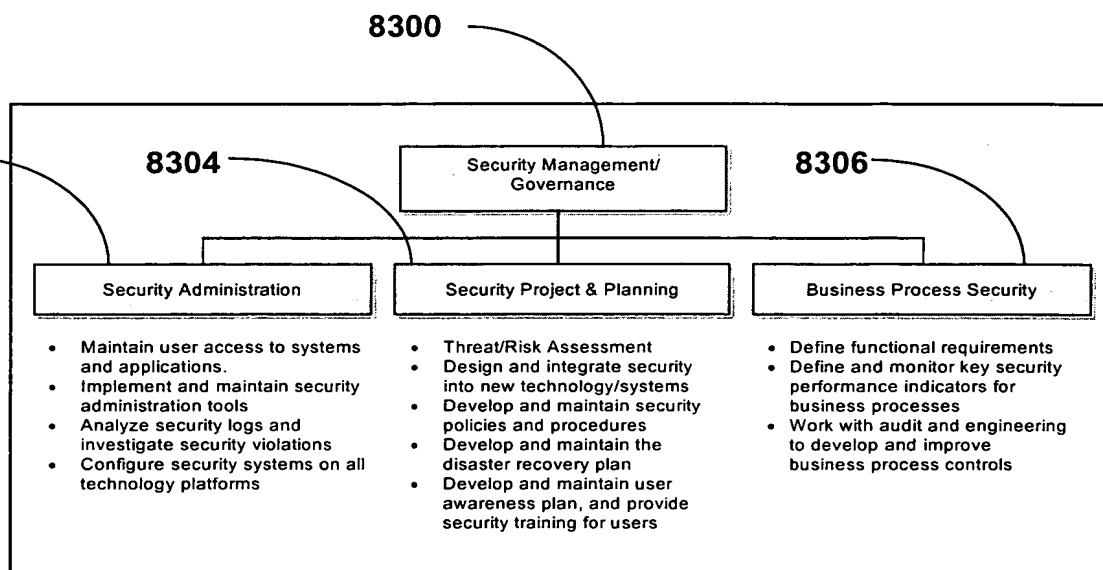 8300
8304
8306
Security Management/
Governance
Security Administration
Security Project & Planning
Business Process Security
• Maintain user access to systems
and applications.
• Implement and maintain security
administration tools
• Analyze security logs and
investigate security violations
• Configure security systems on all
technology platforms
• Threat/Risk Assessment
• Design and integrate security
into new technology/systems
• Develop and maintain security
policies and procedures
• Develop and maintain the
disaster recovery plan
• Develop and maintain user
awareness plan, and provide
security training for users
• Define functional requirements
• Define and monitor key security
performance indicators for
business processes
• Work with audit and engineering
to develop and improve
business process controls